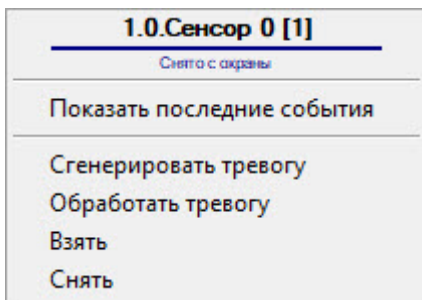 1.0.Сенсор 0 [1]
Снято с охраны
Показать последние события
Сгенерировать тревогу
Обработать тревогу
Взять
Снять